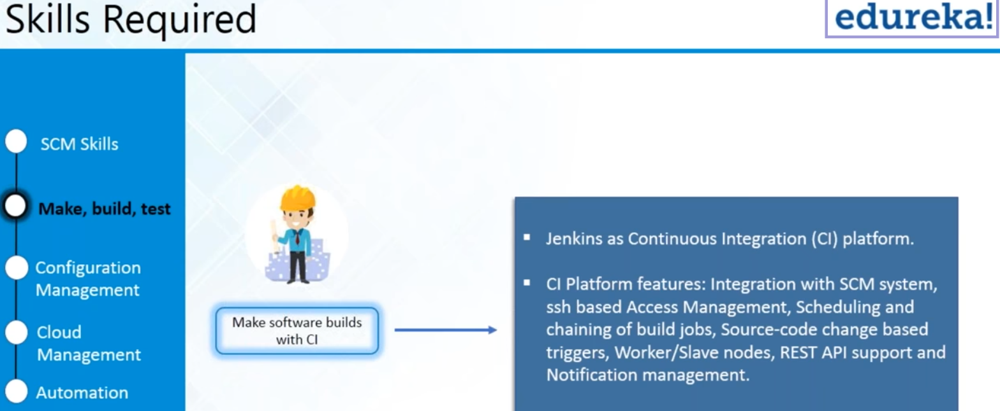 Skills Required
edureka!
SCM Skills
Make, build, test
Configuration
Management
Cloud
Management
Automation
Make software builds
with CI
▪ Jenkins as Continuous Integration (CI) platform.
▪ CI Platform features: Integration with SCM system,
ssh based Access Management, Scheduling and
chaining of build jobs, Source-code change based
triggers, Worker/Slave nodes, REST API support and
Notification management.